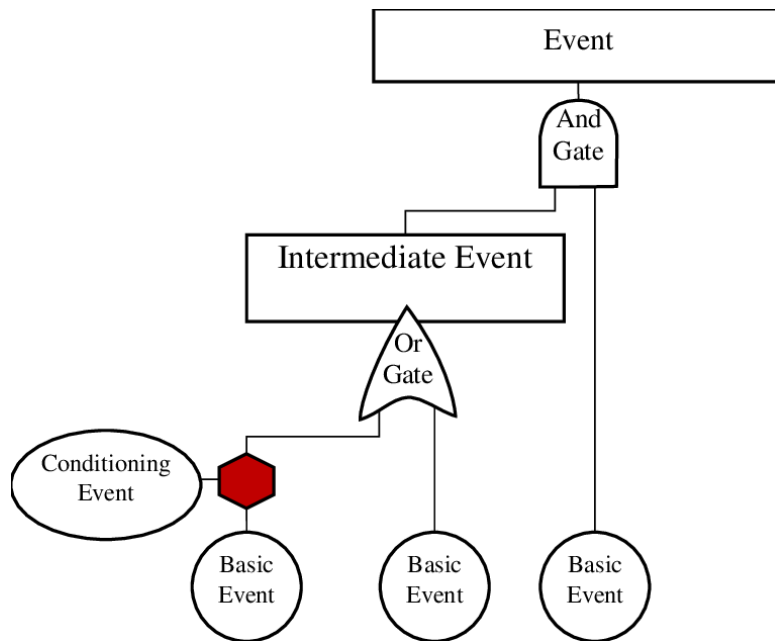 Event
And
Gate
Intermediate Event
Or
Gate
Conditioning
Event
Basic
Event
Basic
Event
Basic
Event